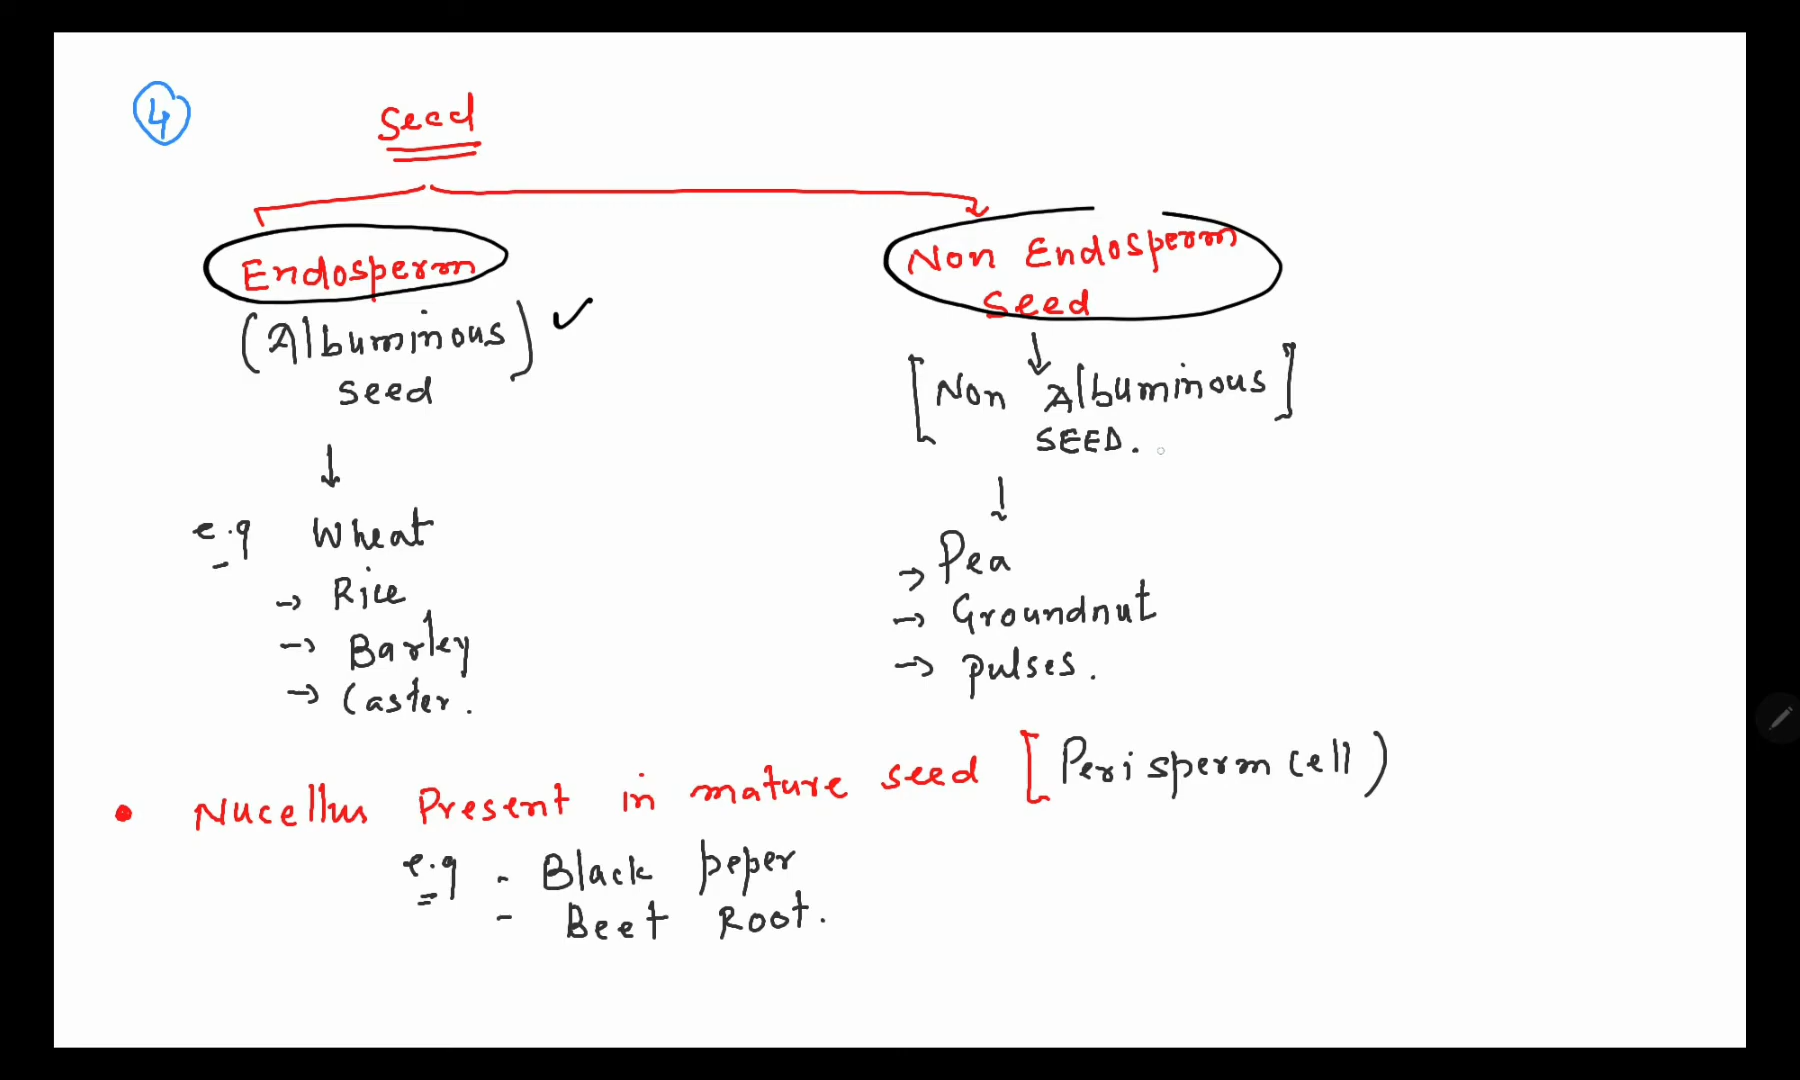 4
Seed
Endosperm
(Albuminous)
seed
e.g Wheat
→ Rice
→ Barley
→ Caster.
Non Endosperm
Seed
[Non Albuminous]
SEED.
→ Pea
→ Groundnut
→ pulses.
• Nucellus Present in mature seed [Perisperm cell)
e.g - Black peper
- Beet Root.